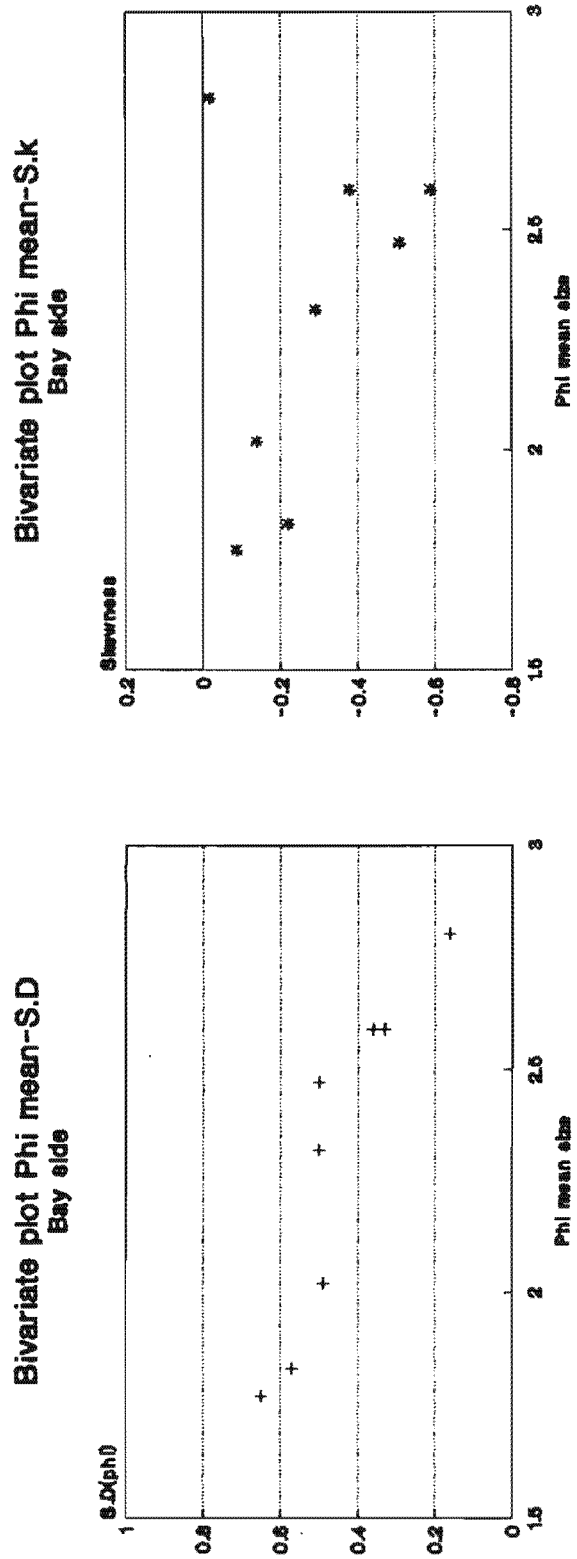 Bivariate plot Phi mean-S.D
Bay side
S.D(phi)
1
0.8
0.6
0.4
0.2
0
1.5
2
2.5
3
Phi mean size
Bivariate plot Phi mean-S.k
Bay side
Skewness
0.2
0
-0.2
-0.4
-0.6
-0.8
1.5
2
2.5
3
Phi mean size